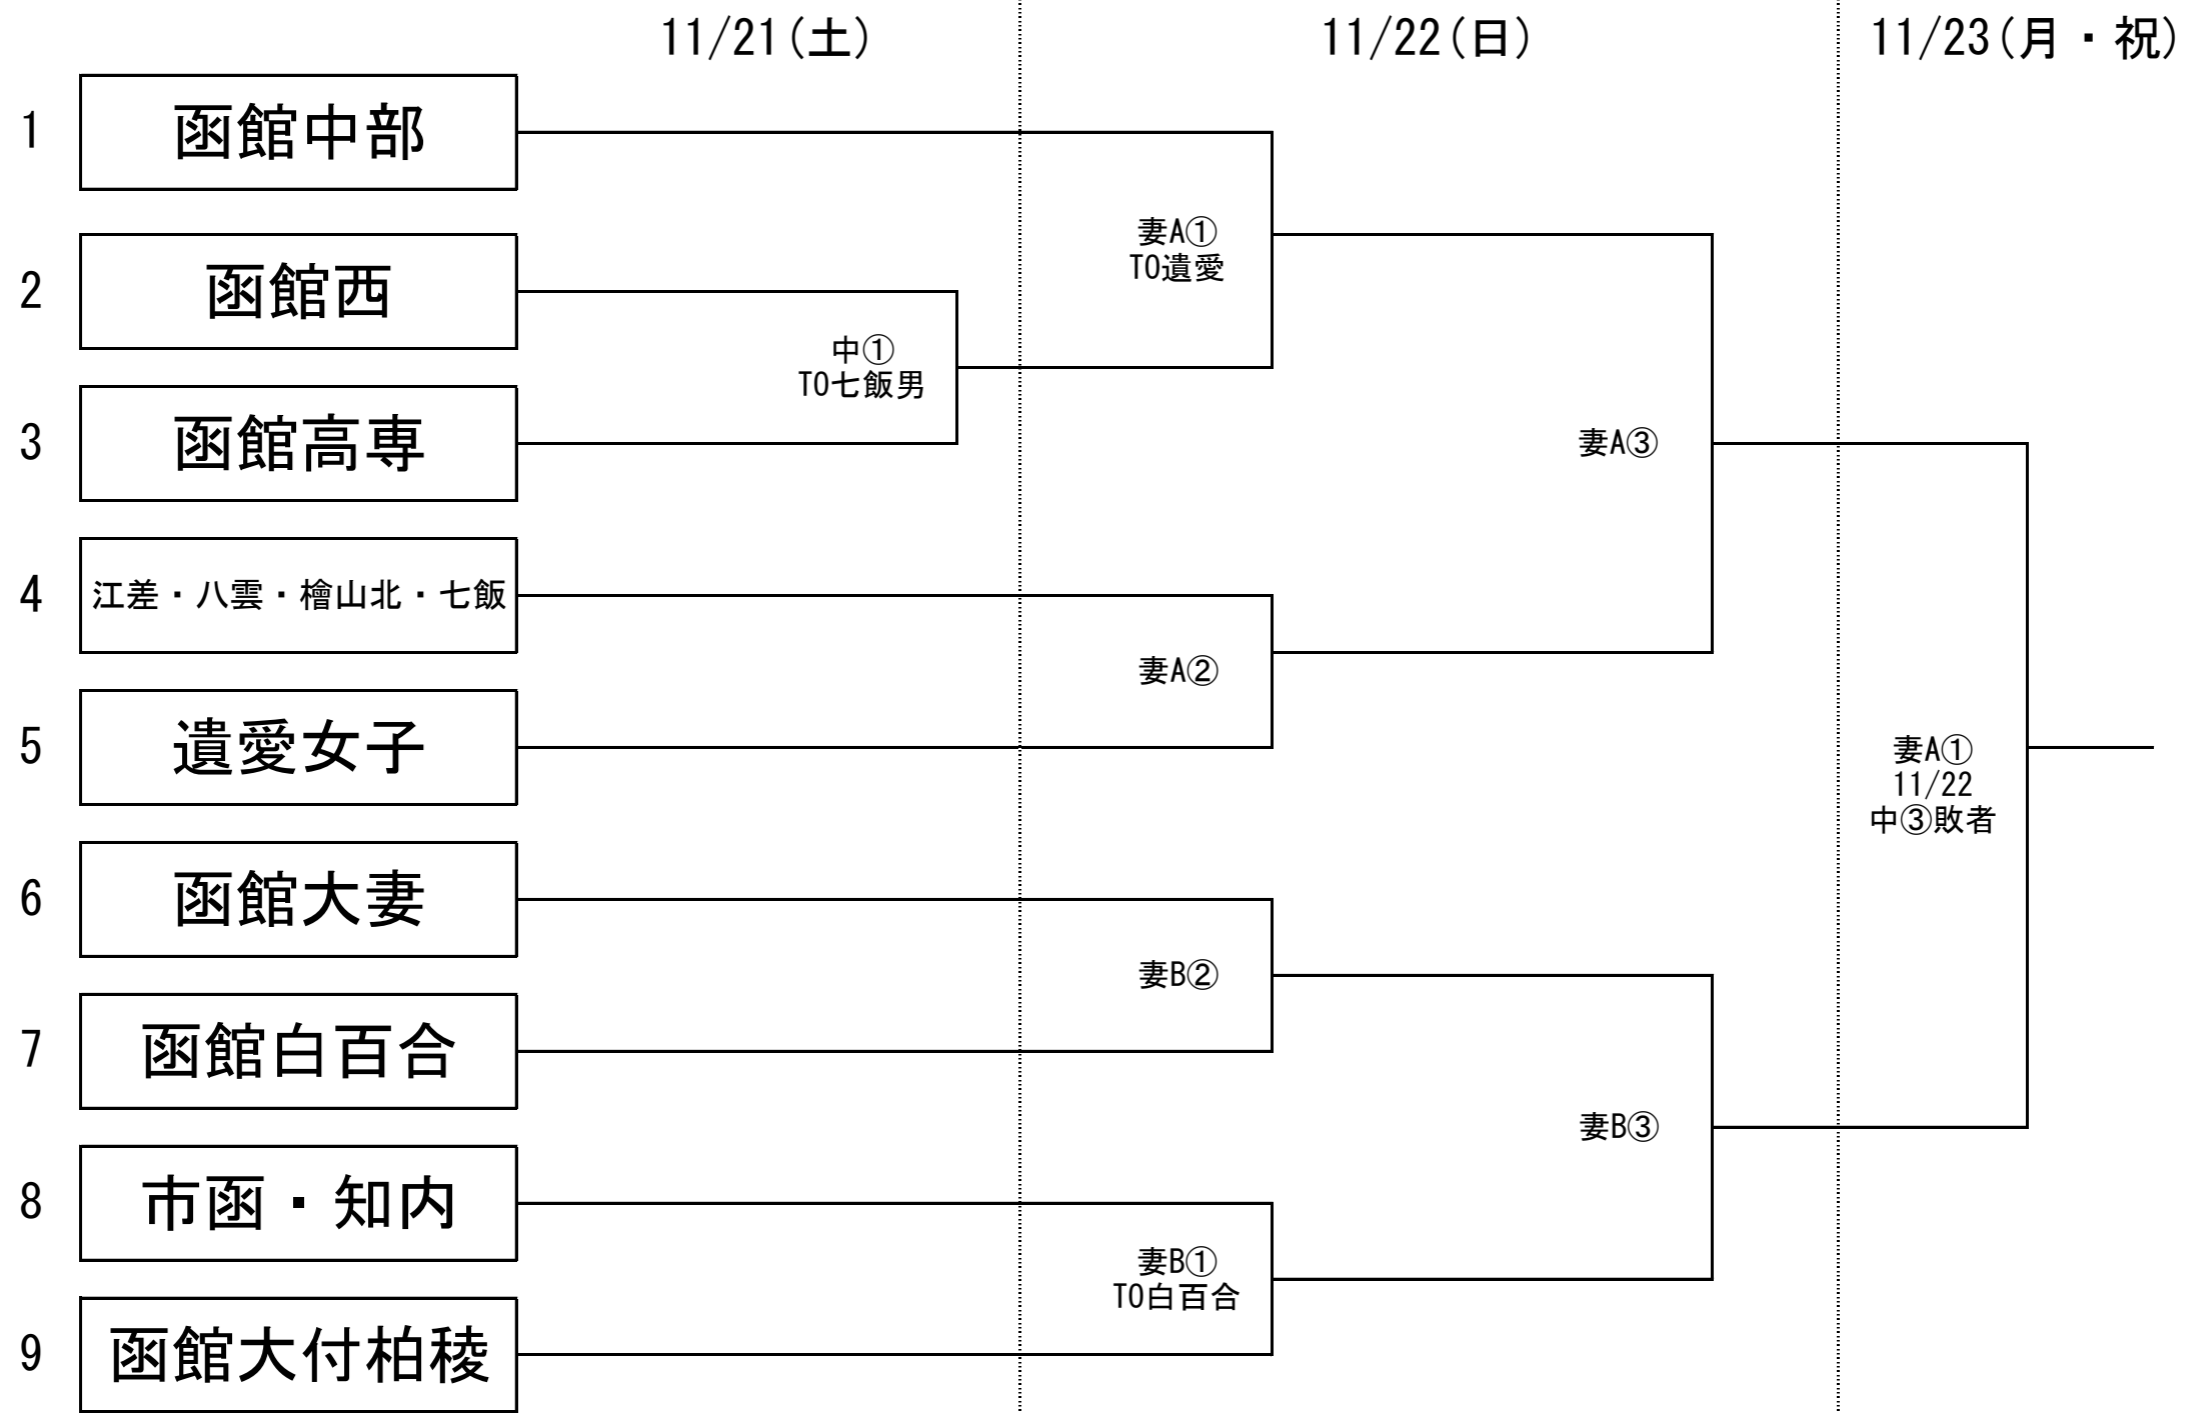 11/21(土)
11/22(日)
11/23(月・祝)
1
函館中部
妻A①
TO遺愛
2
函館西
中①
TO七飯男
3
函館高専
妻A③
4
江差・八雲・檜山北・七飯
妻A②
5
遺愛女子
妻A①
11/22
中③敗者
6
函館大妻
妻B②
7
函館白百合
妻B③
8
市函・知内
妻B①
TO白百合
9
函館大付柏稜